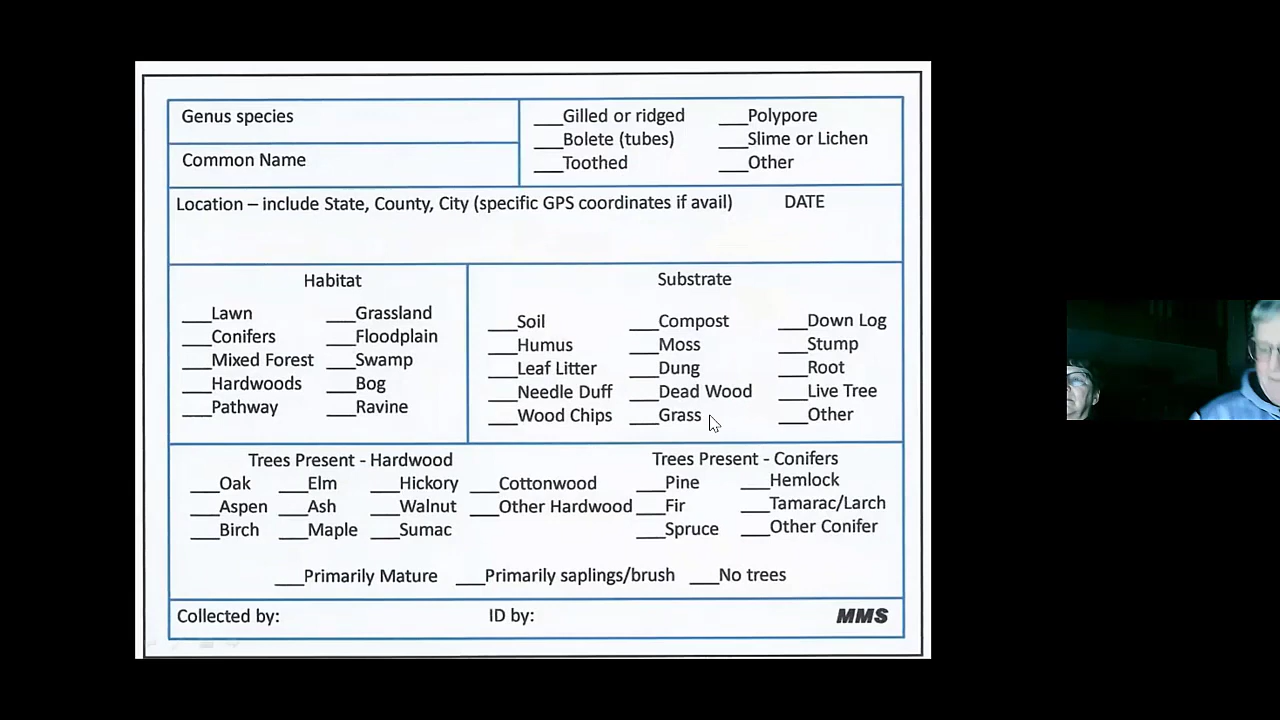 Genus species
Common Name
___Gilled or ridged ___Polypore
___Bolete (tubes) ___Slime or Lichen
___Toothed ___Other
Location – include State, County, City (specific GPS coordinates if avail) DATE
Habitat
___Lawn ___Grassland
___Conifers ___Floodplain
___Mixed Forest ___Swamp
___Hardwoods ___Bog
___Pathway ___Ravine
Substrate
___Soil ___Compost ___Down Log
___Humus ___Moss ___Stump
___Leaf Litter ___Dung ___Root
___Needle Duff ___Dead Wood ___Live Tree
___Wood Chips ___Grass ___Other
Trees Present - Hardwood
___Oak ___Elm ___Hickory ___Cottonwood
___Aspen ___Ash ___Walnut ___Other Hardwood
___Birch ___Maple ___Sumac
Trees Present - Conifers
___Pine ___Hemlock
___Fir ___Tamarac/Larch
___Spruce ___Other Conifer
___Primarily Mature ___Primarily saplings/brush ___No trees
Collected by: ID by: MMS